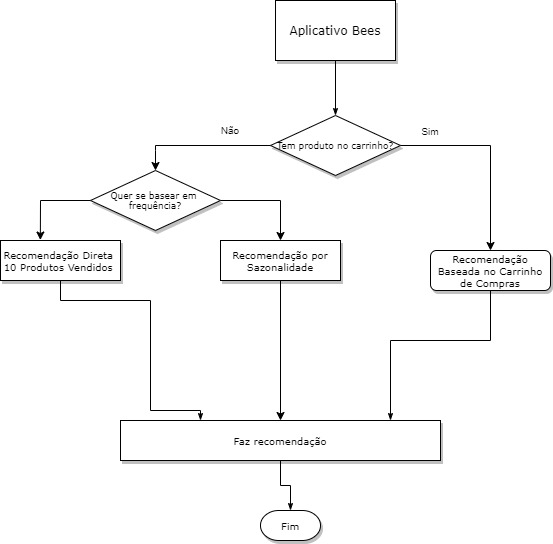 Aplicativo Bees
Não
Sim
Tem produto no carrinho?
Quer se basear em
frequência?
Recomendação Direta
10 Produtos Vendidos
Recomendação por
Sazonalidade
Recomendação
Baseada no Carrinho
de Compras
Faz recomendação
Fim